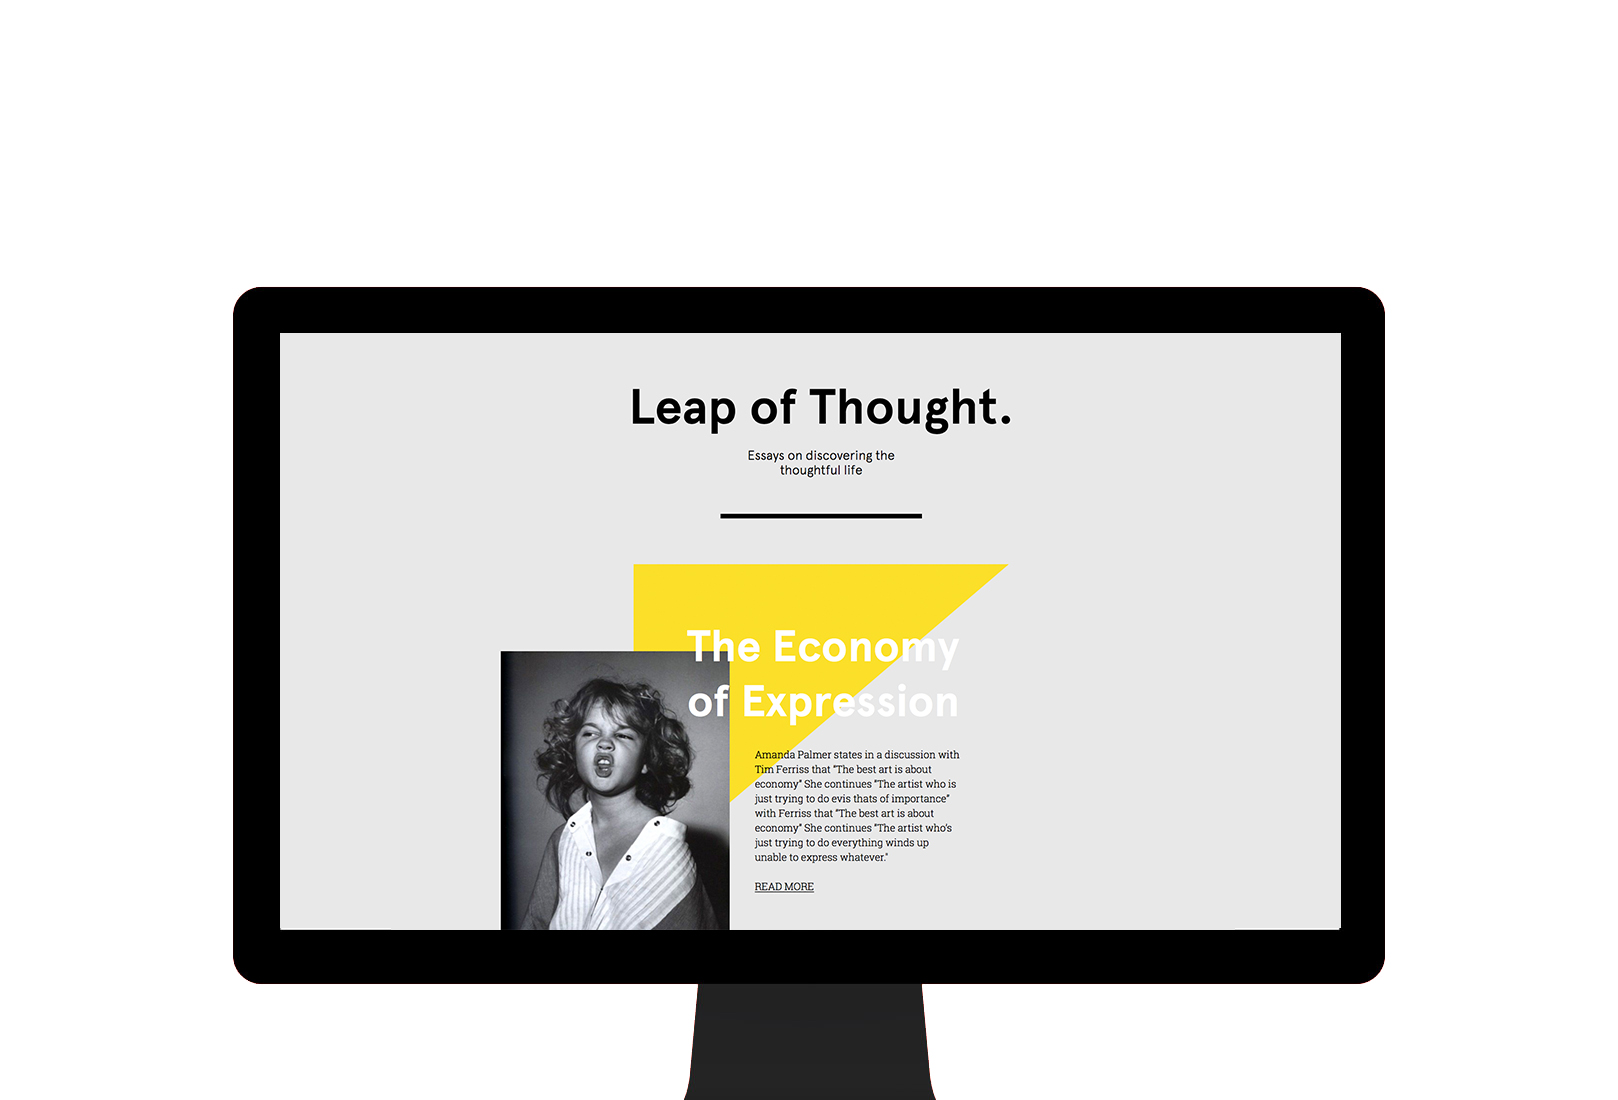 Leap of Thought.
Essays on discovering the
thoughtful life
The Economy
of Expression
Amanda Palmer states in a discussion with
Tim Ferriss that "The best art is about
economy" She continues "The artist who is
just trying to do evis thats of importance"
with Ferriss that "The best art is about
economy" She continues "The artist who's
just trying to do everything winds up
unable to express whatever."
READ MORE